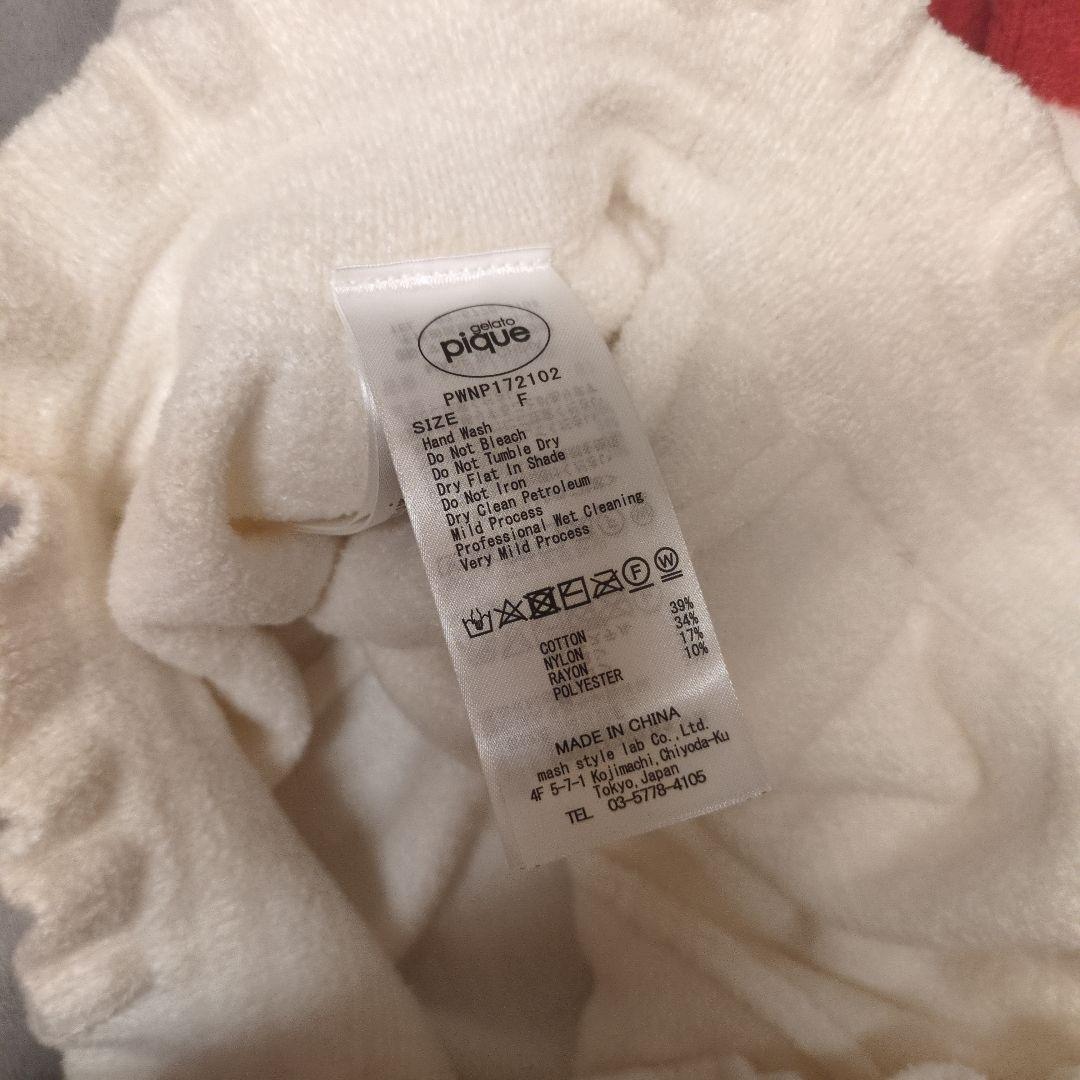 gelato
pique
PWNP172102
SIZE F
Hand Wash
Do Not Bleach
Do Not Tumble Dry
Dry Flat In Shade
Do Not Iron
Dry Clean Petroleum
Mild Process
Professional Wet Cleaning
Very Mild Process
F W
COTTON 39%
NYLON 34%
RAYON 17%
POLYESTER 10%
MADE IN CHINA
mash style lab Co.,Ltd.
4F 5-7-1 Kojimachi,Chiyoda-Ku
Tokyo,Japan
TEL 03-5778-4105